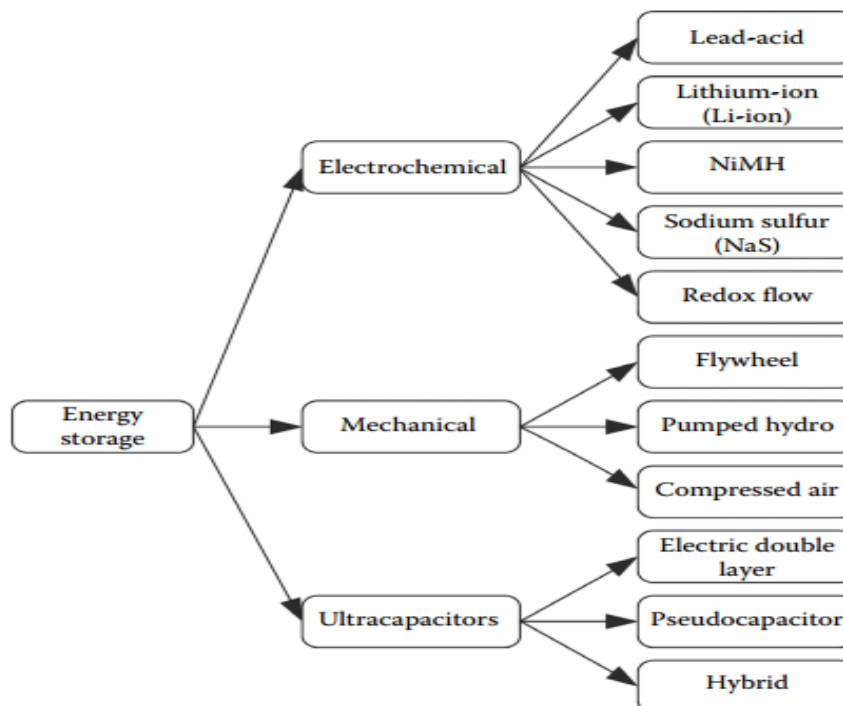 Lead-acid
Lithium-ion
(Li-ion)
Electrochemical
NiMH
Sodium sulfur
(NaS)
Redox flow
Flywheel
Energy
storage
Mechanical
Pumped hydro
Compressed air
Electric double
layer
Ultracapacitors
Pseudocapacitor
Hybrid